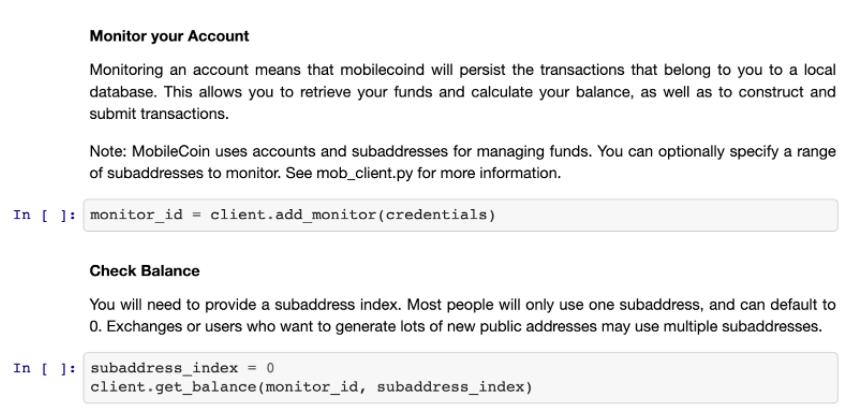 Monitor your Account
Monitoring an account means that mobilecoind will persist the transactions that belong to you to a local
database. This allows you to retrieve your funds and calculate your balance, as well as to construct and
submit transactions.
Note: MobileCoin uses accounts and subaddresses for managing funds. You can optionally specify a range
of subaddresses to monitor. See mob_client.py for more information.
In [ ]: monitor_id = client.add_monitor(credentials)
Check Balance
You will need to provide a subaddress index. Most people will only use one subaddress, and can default to
0. Exchanges or users who want to generate lots of new public addresses may use multiple subaddresses.
In [ ]: subaddress_index = 0
client.get_balance(monitor_id, subaddress_index)